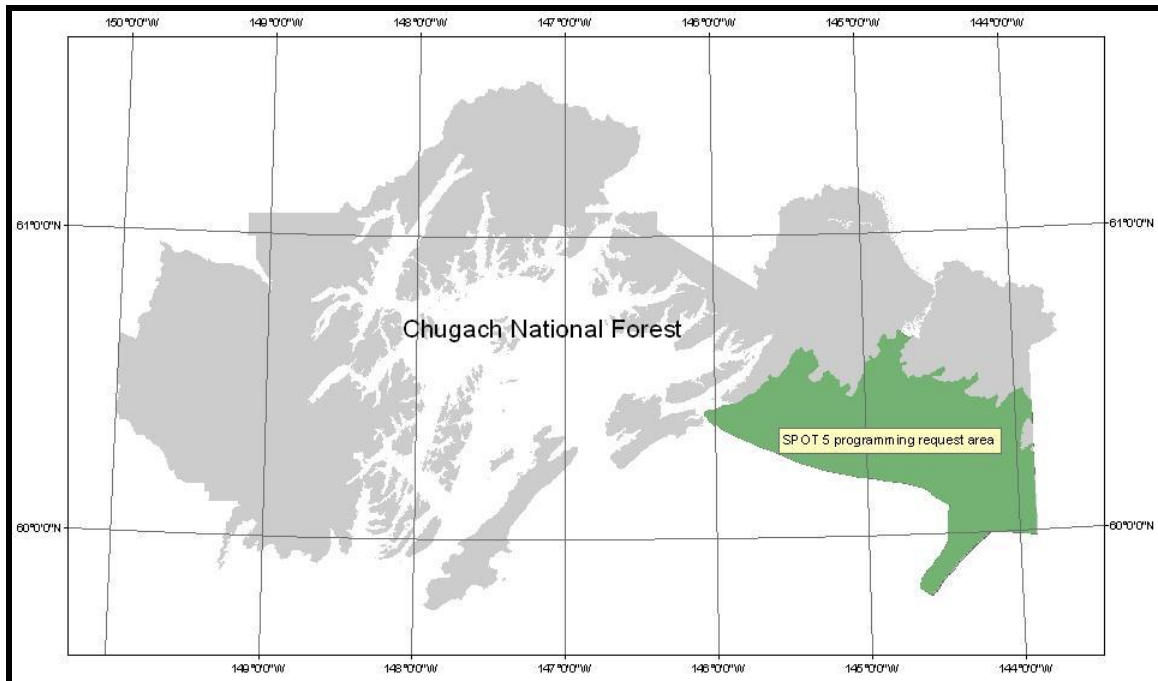 150°0'0"W 149°0'0"W 148°0'0"W 147°0'0"W 146°0'0"W 145°0'0"W 144°0'0"W
61°0'0"N 61°0'0"N
Chugach National Forest
SPOT 5 programming request area
60°0'0"N 60°0'0"N
149°0'0"W 148°0'0"W 147°0'0"W 146°0'0"W 145°0'0"W 144°0'0"W